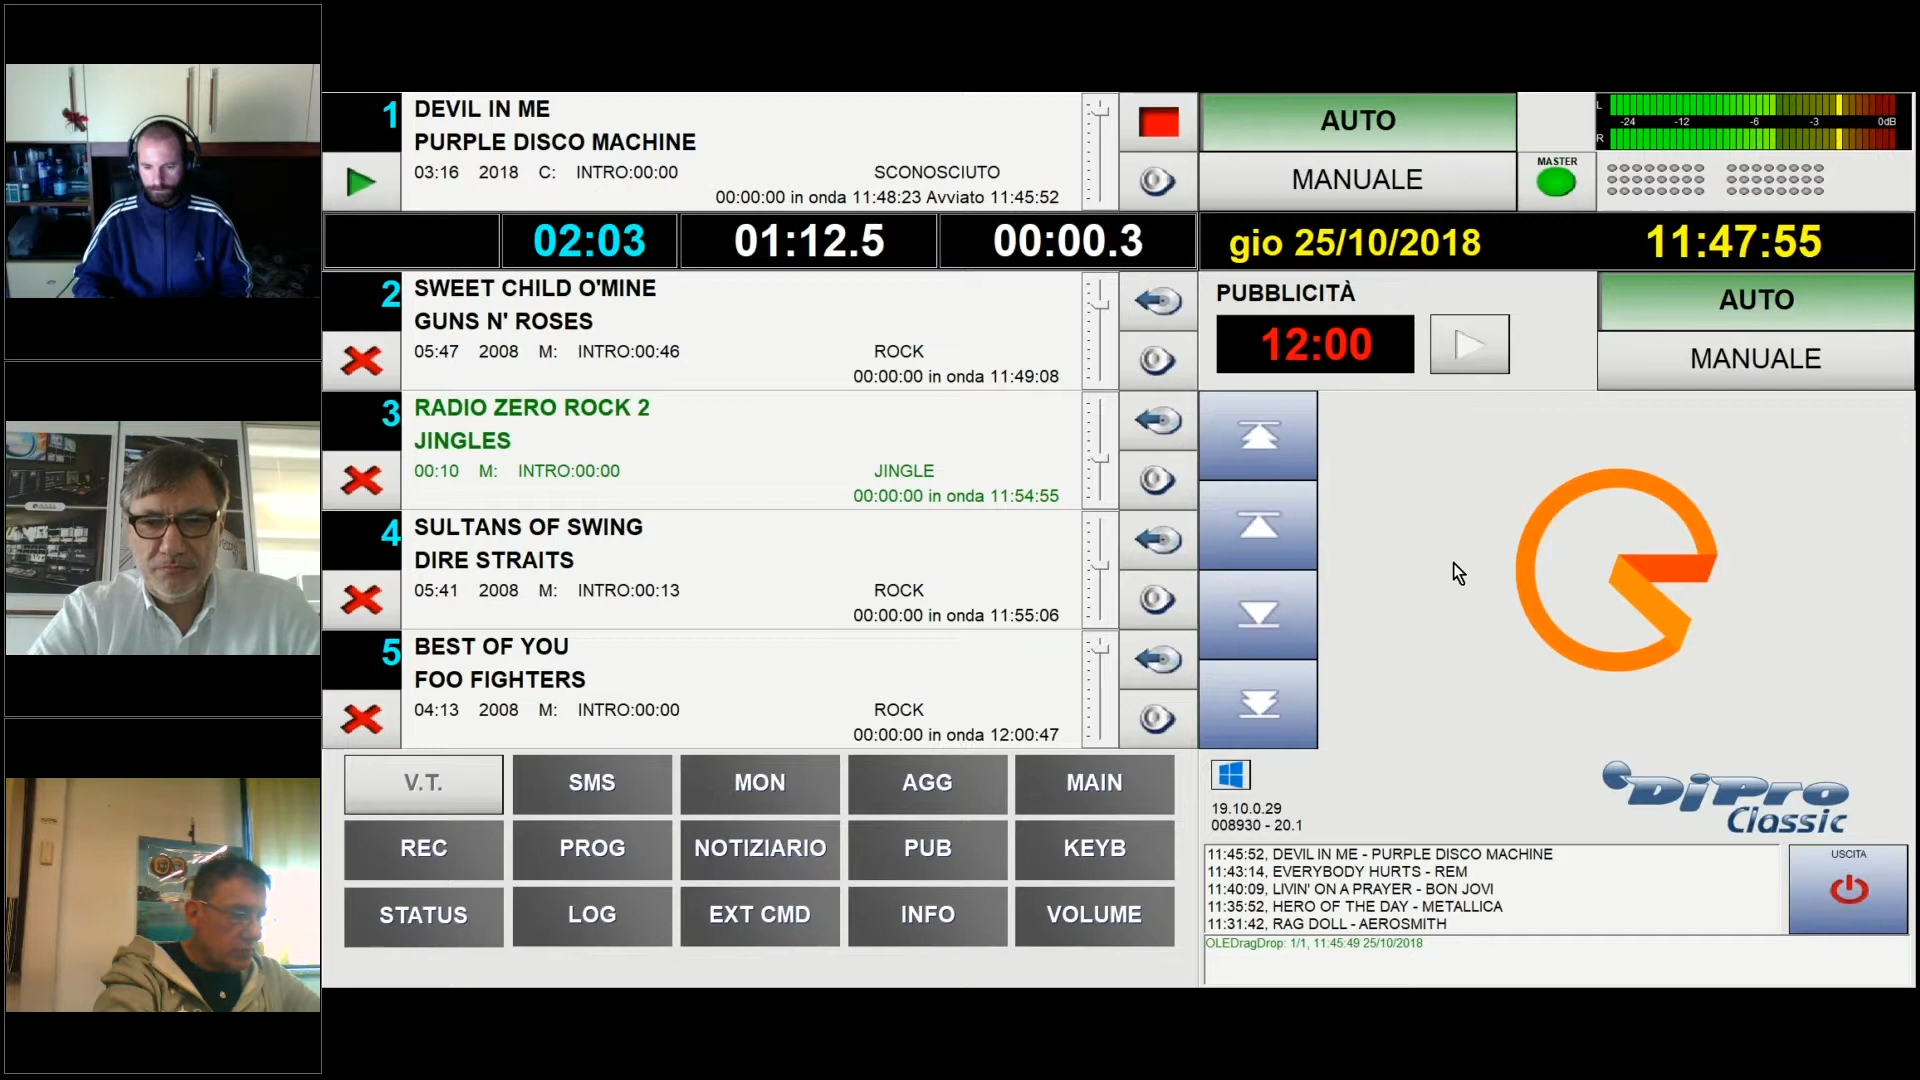 1
DEVIL IN ME
PURPLE DISCO MACHINE
03:16 2018 C: INTRO:00:00 SCONOSCIUTO
00:00:00 in onda 11:48:23 Avviato 11:45:52
AUTO
MANUALE
MASTER
L
-24 -12 -6 -3 0dB
R
02:03 01:12.5 00:00.3
gio 25/10/2018 11:47:55
2
SWEET CHILD O'MINE
GUNS N' ROSES
05:47 2008 M: INTRO:00:46 ROCK
00:00:00 in onda 11:49:08
PUBBLICITÀ
12:00
AUTO
MANUALE
3
RADIO ZERO ROCK 2
JINGLES
00:10 M: INTRO:00:00 JINGLE
00:00:00 in onda 11:54:55
4
SULTANS OF SWING
DIRE STRAITS
05:41 2008 M: INTRO:00:13 ROCK
00:00:00 in onda 11:55:06
5
BEST OF YOU
FOO FIGHTERS
04:13 2008 M: INTRO:00:00 ROCK
00:00:00 in onda 12:00:47
V.T. SMS MON AGG MAIN
REC PROG NOTIZIARIO PUB KEYB
STATUS LOG EXT CMD INFO VOLUME
19.10.0.29
008930 - 20.1
DjPro
Classic
11:45:52, DEVIL IN ME - PURPLE DISCO MACHINE
11:43:14, EVERYBODY HURTS - REM
11:40:09, LIVIN' ON A PRAYER - BON JOVI
11:35:52, HERO OF THE DAY - METALLICA
11:31:42, RAG DOLL - AEROSMITH
USCITA
OLEDragDrop: 1/1, 11:45:49 25/10/2018